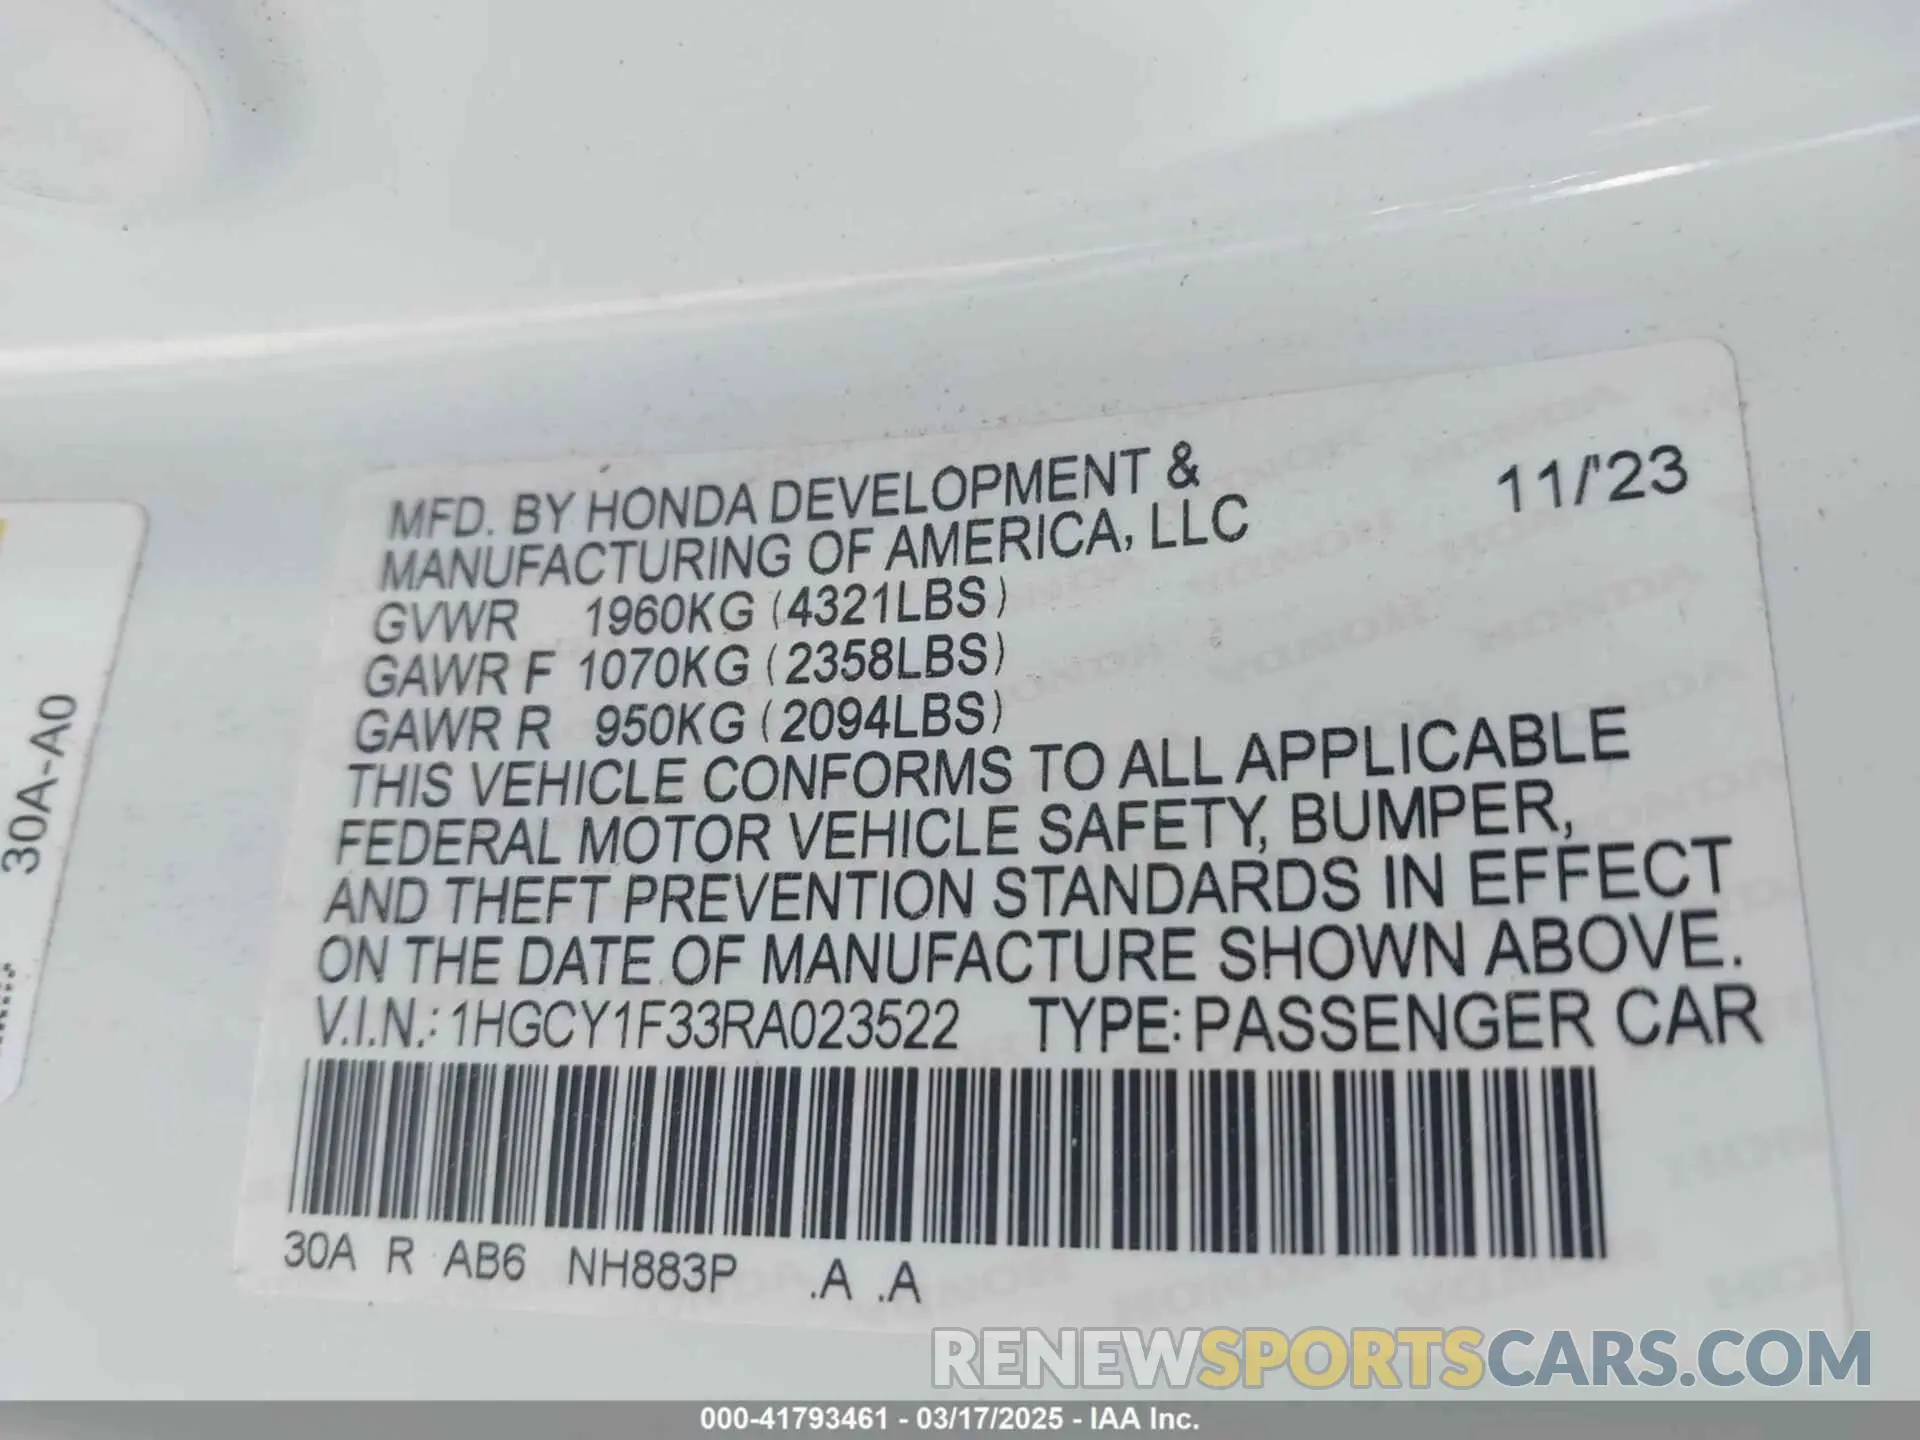 MFD. BY HONDA DEVELOPMENT & 11/'23
MANUFACTURING OF AMERICA, LLC
GVWR 1960KG (4321LBS)
GAWR F 1070KG (2358LBS)
GAWR R 950KG (2094LBS)
THIS VEHICLE CONFORMS TO ALL APPLICABLE
FEDERAL MOTOR VEHICLE SAFETY, BUMPER,
AND THEFT PREVENTION STANDARDS IN EFFECT
ON THE DATE OF MANUFACTURE SHOWN ABOVE.
V.I.N.: 1HGCY1F33RA023522 TYPE: PASSENGER CAR
30A R AB6 NH883P .A .A
30A-A0
RENEWSPORTSCARS.COM
000-41793461 - 03/17/2025 - IAA Inc.